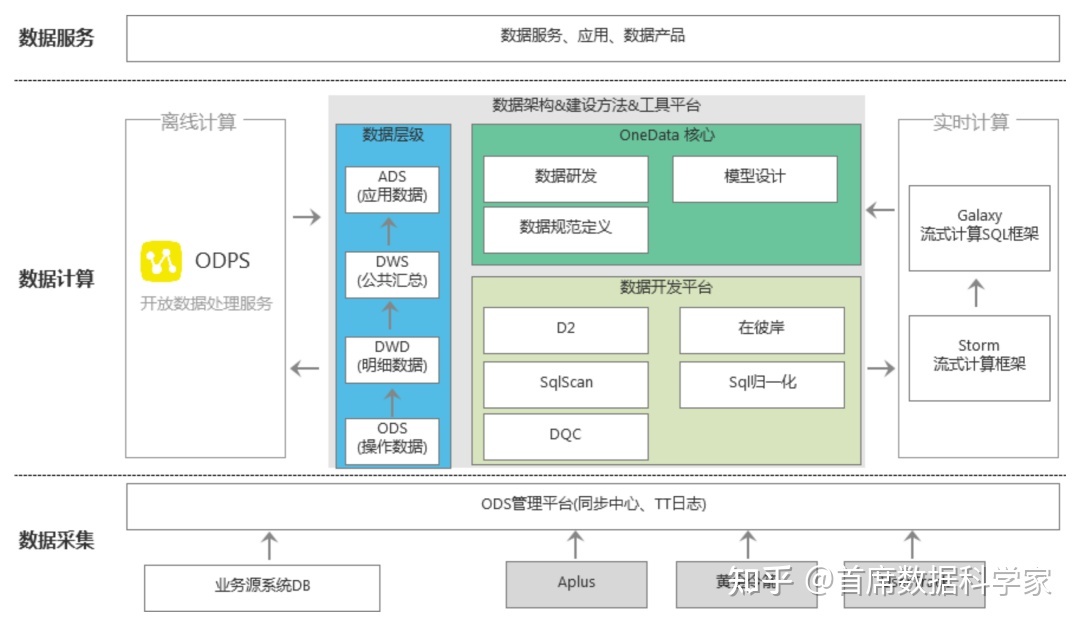 数据服务
数据服务、应用、数据产品
数据计算
离线计算
ODPS
开放数据处理服务
数据架构&建设方法&工具平台
数据层级
ADS
(应用数据)
DWS
(公共汇总)
DWD
(明细数据)
ODS
(操作数据)
OneData 核心
数据研发
模型设计
数据规范定义
数据开发平台
D2
在彼岸
SqlScan
Sql归一化
DQC
实时计算
Galaxy
流式计算SQL框架
Storm
流式计算框架
数据采集
ODS管理平台(同步中心、TT日志)
业务源系统DB
Aplus
黄
知乎 @首席数据科学家